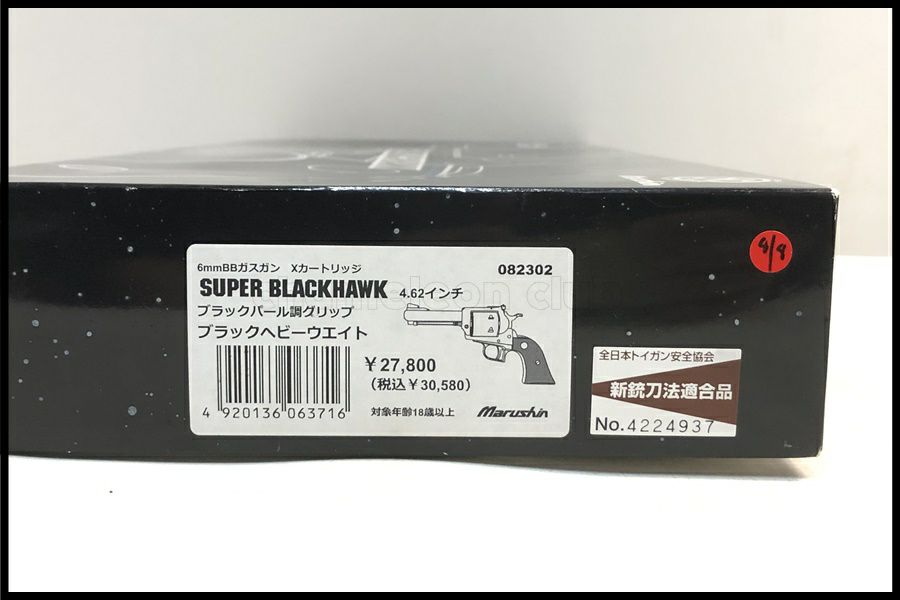 6mmBBガスガン Xカートリッジ
082302
SUPER BLACKHAWK 4.62インチ
ブラックパール調グリップ
ブラックヘビーウエイト
¥27,800
(税込¥30,580)
4 920136 063716
対象年齢18歳以上
Marushin
8/8
全日本トイガン安全協会
新銃刀法適合品
No.4224937